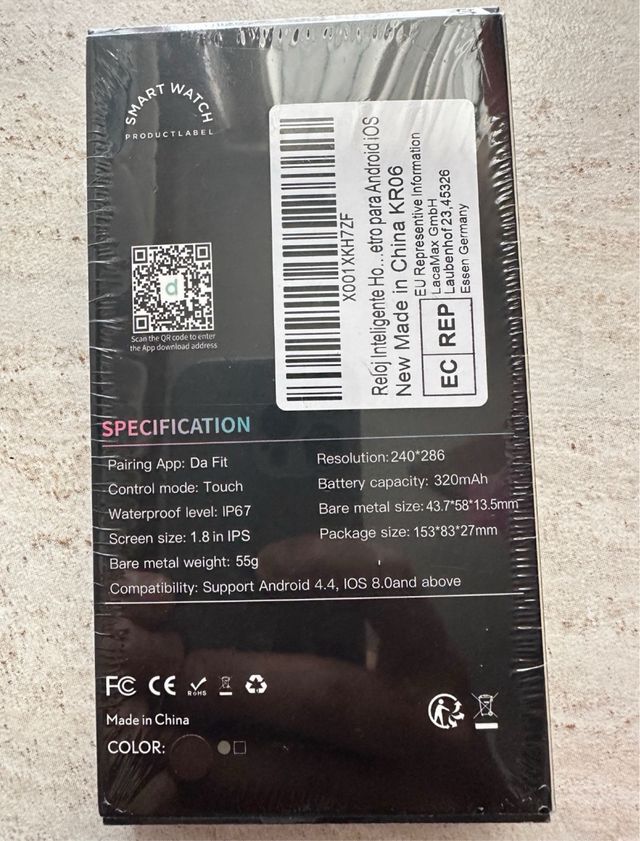 SMART WATCH
PRODUCTLABEL
d
Scan the QR code to enter
the App download address
X001XKH7ZF
Reloj Inteligente Ho...etro para Android iOS
New Made in China KR06
EC REP
EU Representive Information
LacaMax GmbH
Laubenhof 23,45326
Essen Germany
SPECIFICATION
Pairing App: Da Fit
Control mode: Touch
Waterproof level: IP67
Screen size: 1.8 in IPS
Bare metal weight: 55g
Resolution:240*286
Battery capacity: 320mAh
Bare metal size: 43.7*58*13.5mm
Package size: 153*83*27mm
Compatibility: Support Android 4.4, IOS 8.0and above
FC CE RoHS
Made in China
COLOR: